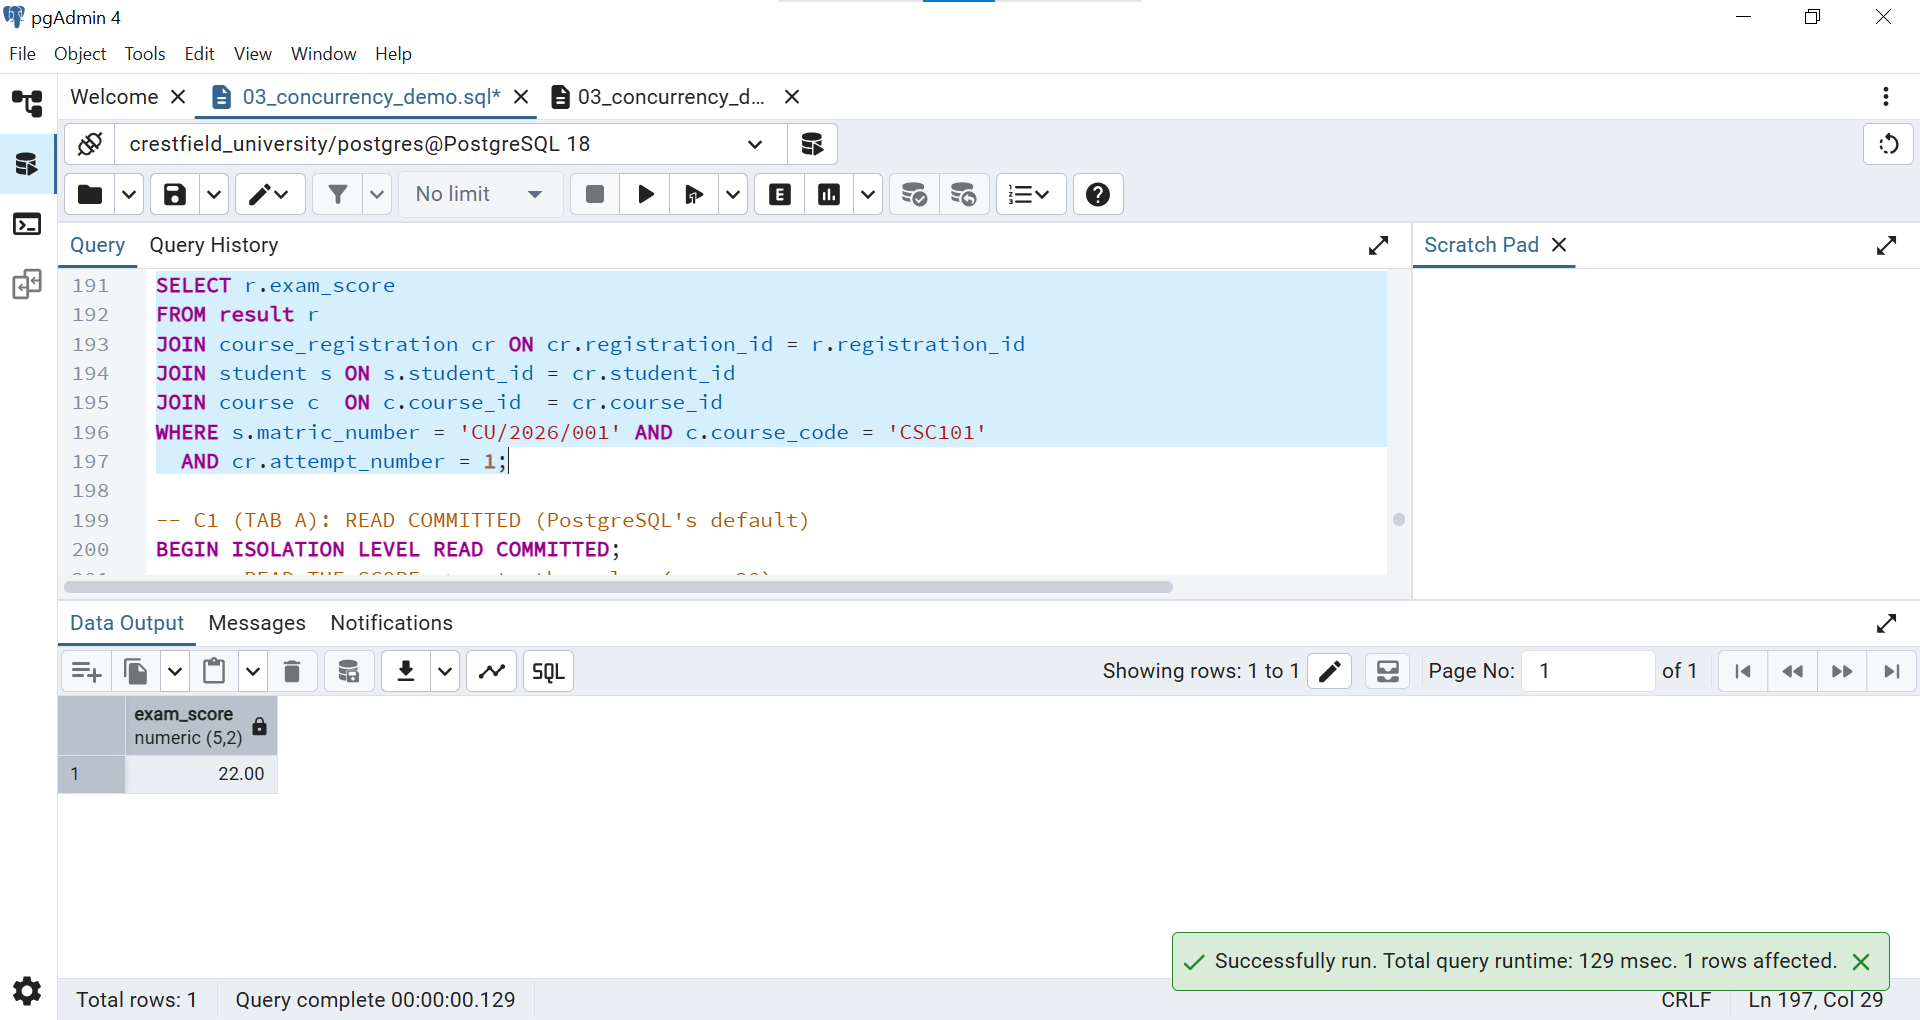 pgAdmin 4
File Object Tools Edit View Window Help
Welcome 03_concurrency_demo.sql* 03_concurrency_d...
crestfield_university/postgres@PostgreSQL 18
No limit
E
Query Query History
Scratch Pad
191 SELECT r.exam_score
192 FROM result r
193 JOIN course_registration cr ON cr.registration_id = r.registration_id
194 JOIN student s ON s.student_id = cr.student_id
195 JOIN course c  ON c.course_id  = cr.course_id
196 WHERE s.matric_number = 'CU/2026/001' AND c.course_code = 'CSC101'
197   AND cr.attempt_number = 1;
198
199 -- C1 (TAB A): READ COMMITTED (PostgreSQL's default)
200 BEGIN ISOLATION LEVEL READ COMMITTED;
Data Output Messages Notifications
SQL
Showing rows: 1 to 1
Page No: 1 of 1
exam_score
numeric (5,2)
1 22.00
Successfully run. Total query runtime: 129 msec. 1 rows affected.
Total rows: 1 Query complete 00:00:00.129 CRLF Ln 197, Col 29